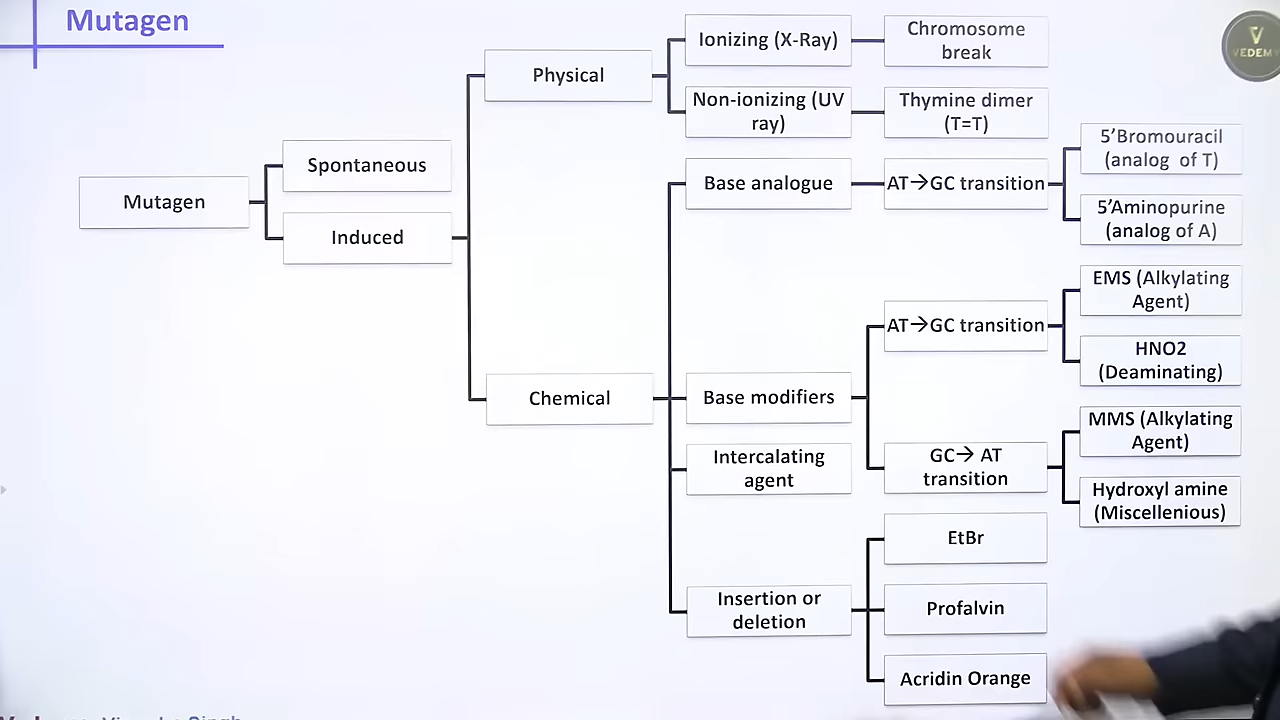 Mutagen
Ionizing (X-Ray)
Chromosome
break
Physical
Non-ionizing (UV
ray)
Thymine dimer
(T=T)
VEDEMY
Spontaneous
Mutagen
Induced
Base analogue
AT→GC transition
5’Bromouracil
(analog of T)
5’Aminopurine
(analog of A)
Chemical
Base modifiers
AT→GC transition
EMS (Alkylating
Agent)
HNO2
(Deaminating)
GC→ AT
transition
MMS (Alkylating
Agent)
Hydroxyl amine
(Miscellenious)
Intercalating
agent
Insertion or
deletion
EtBr
Profalvin
Acridin Orange
Singh